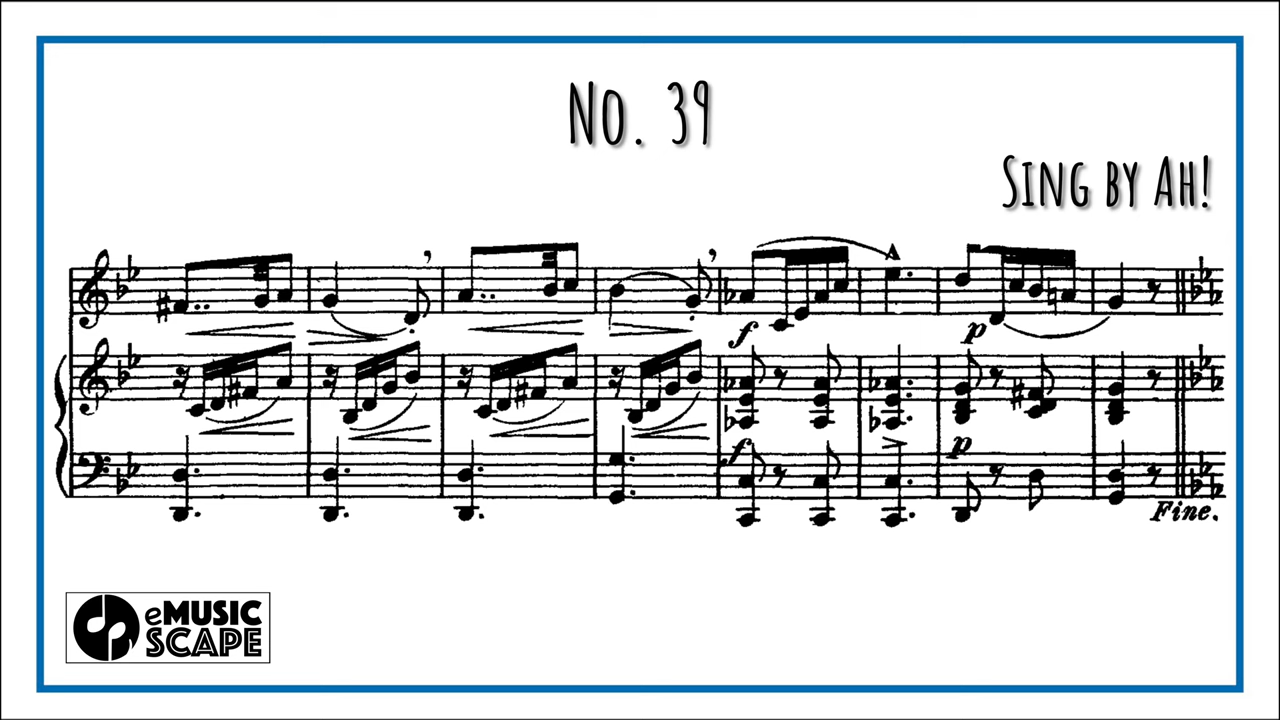 No. 39
Sing by Ah!
f
p
f
p
Fine.
eMUSIC
SCAPE